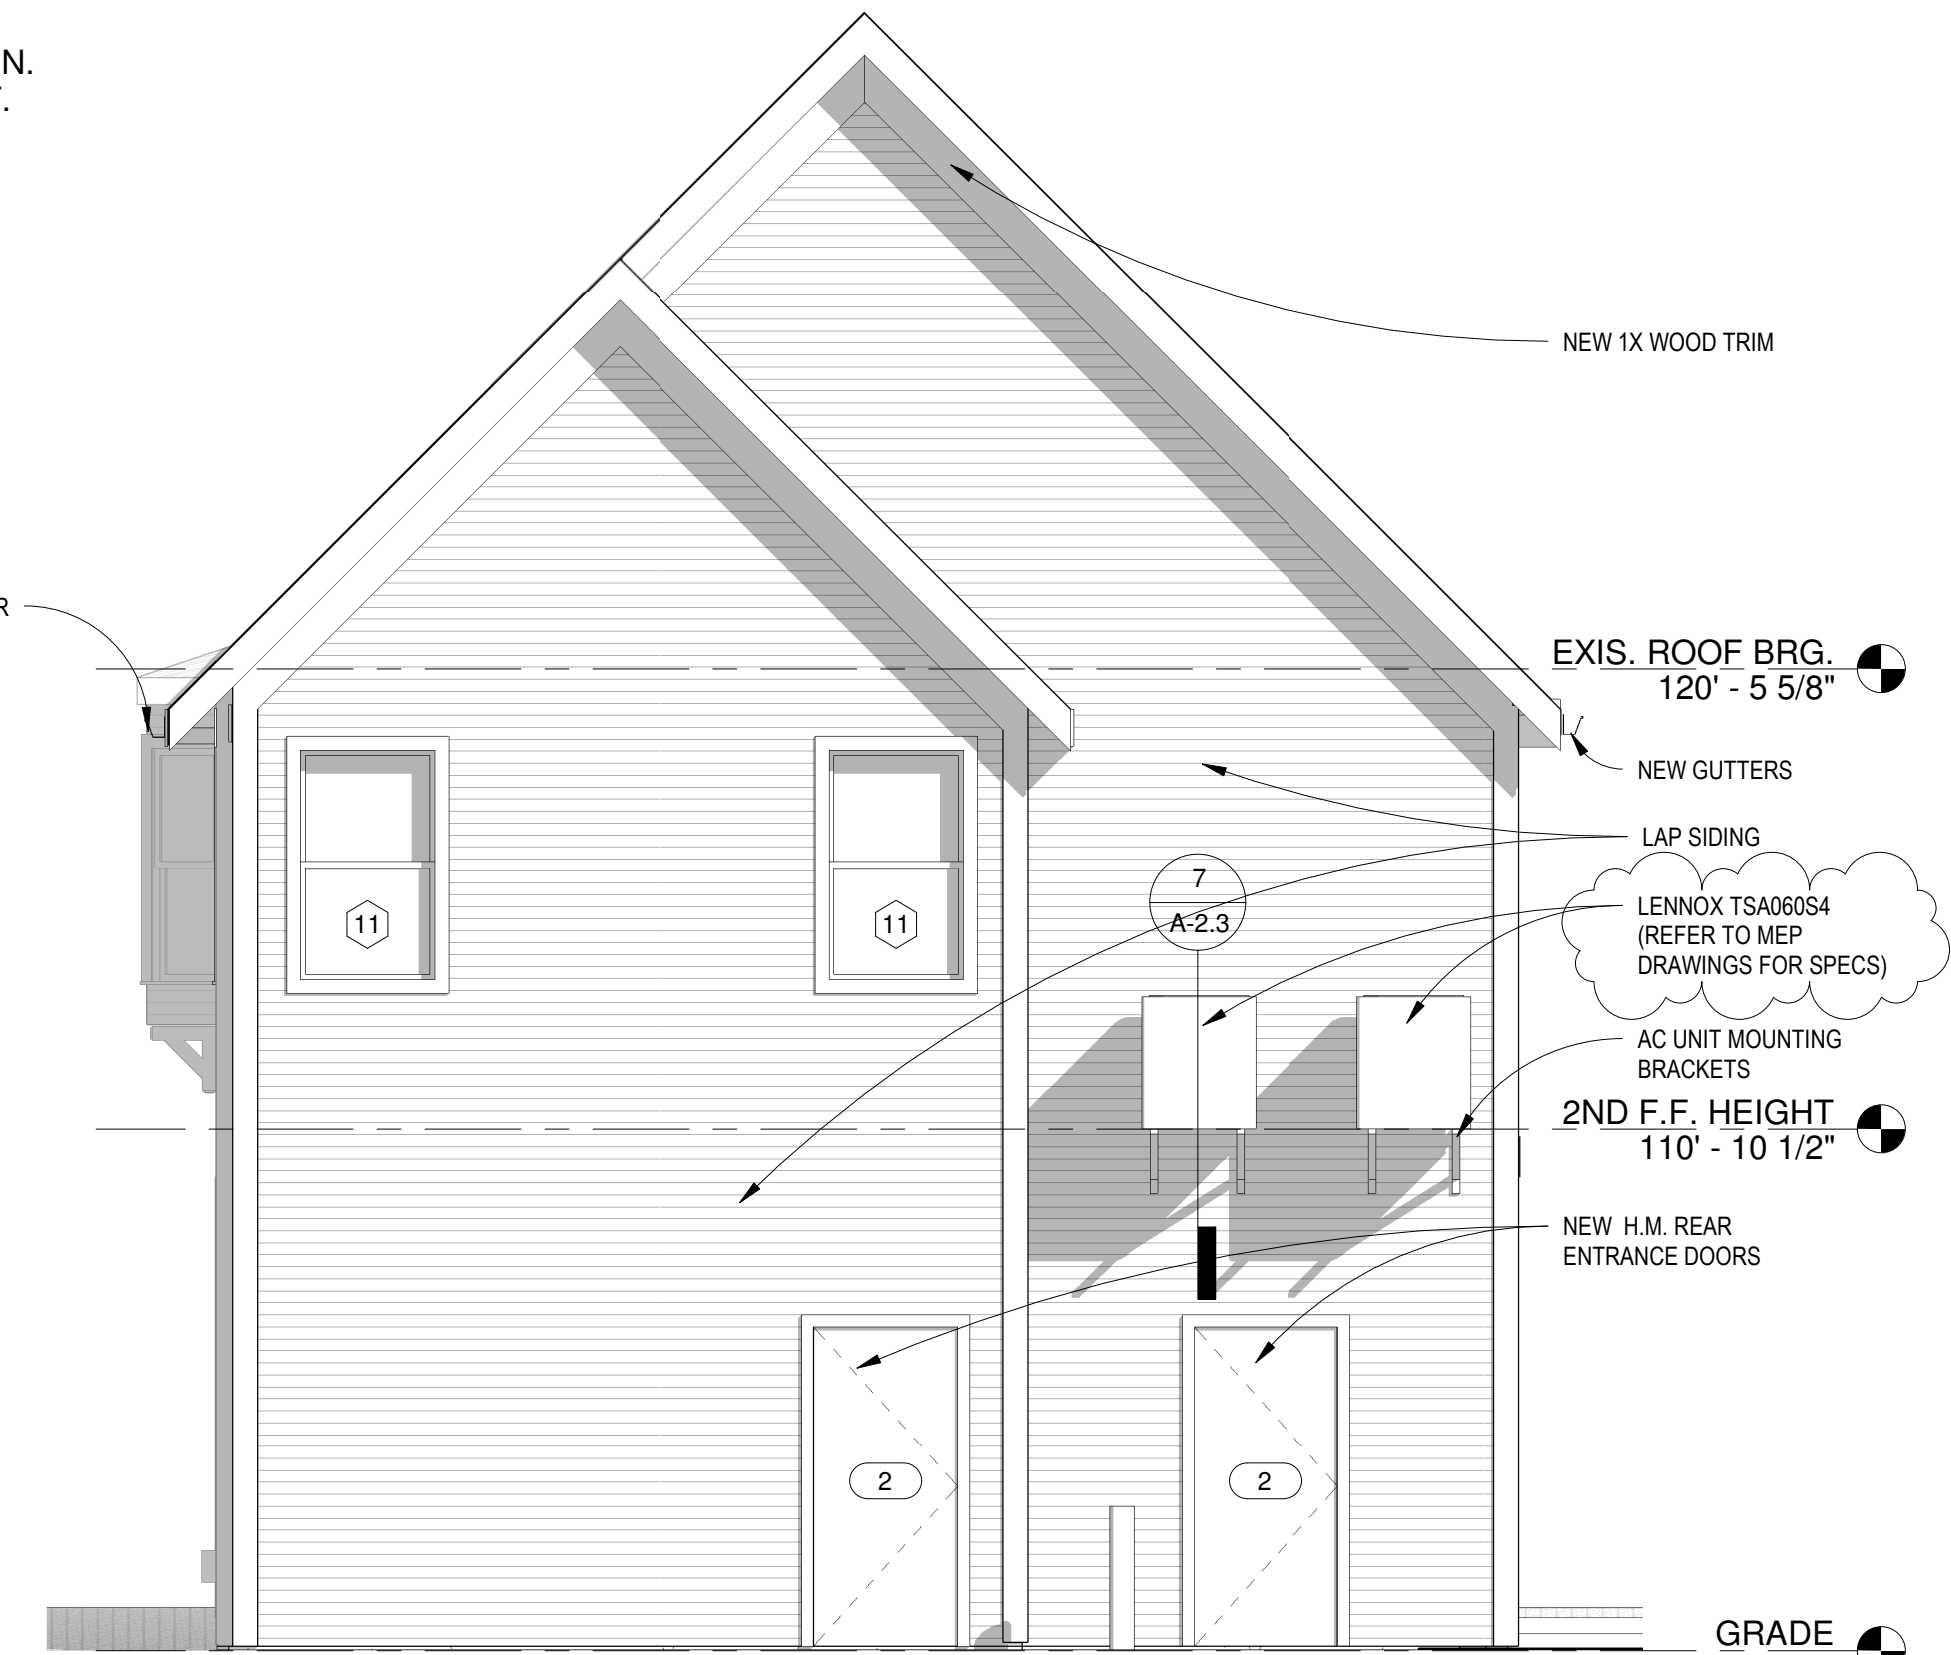 N.
NEW 1X WOOD TRIM
R
EXIS. ROOF BRG.
120' - 5 5/8"
NEW GUTTERS
LAP SIDING
7
A-2.3
11
11
LENNOX TSA060S4
(REFER TO MEP
DRAWINGS FOR SPECS)
AC UNIT MOUNTING
BRACKETS
2ND F.F. HEIGHT
110' - 10 1/2"
NEW H.M. REAR
ENTRANCE DOORS
2
2
GRADE